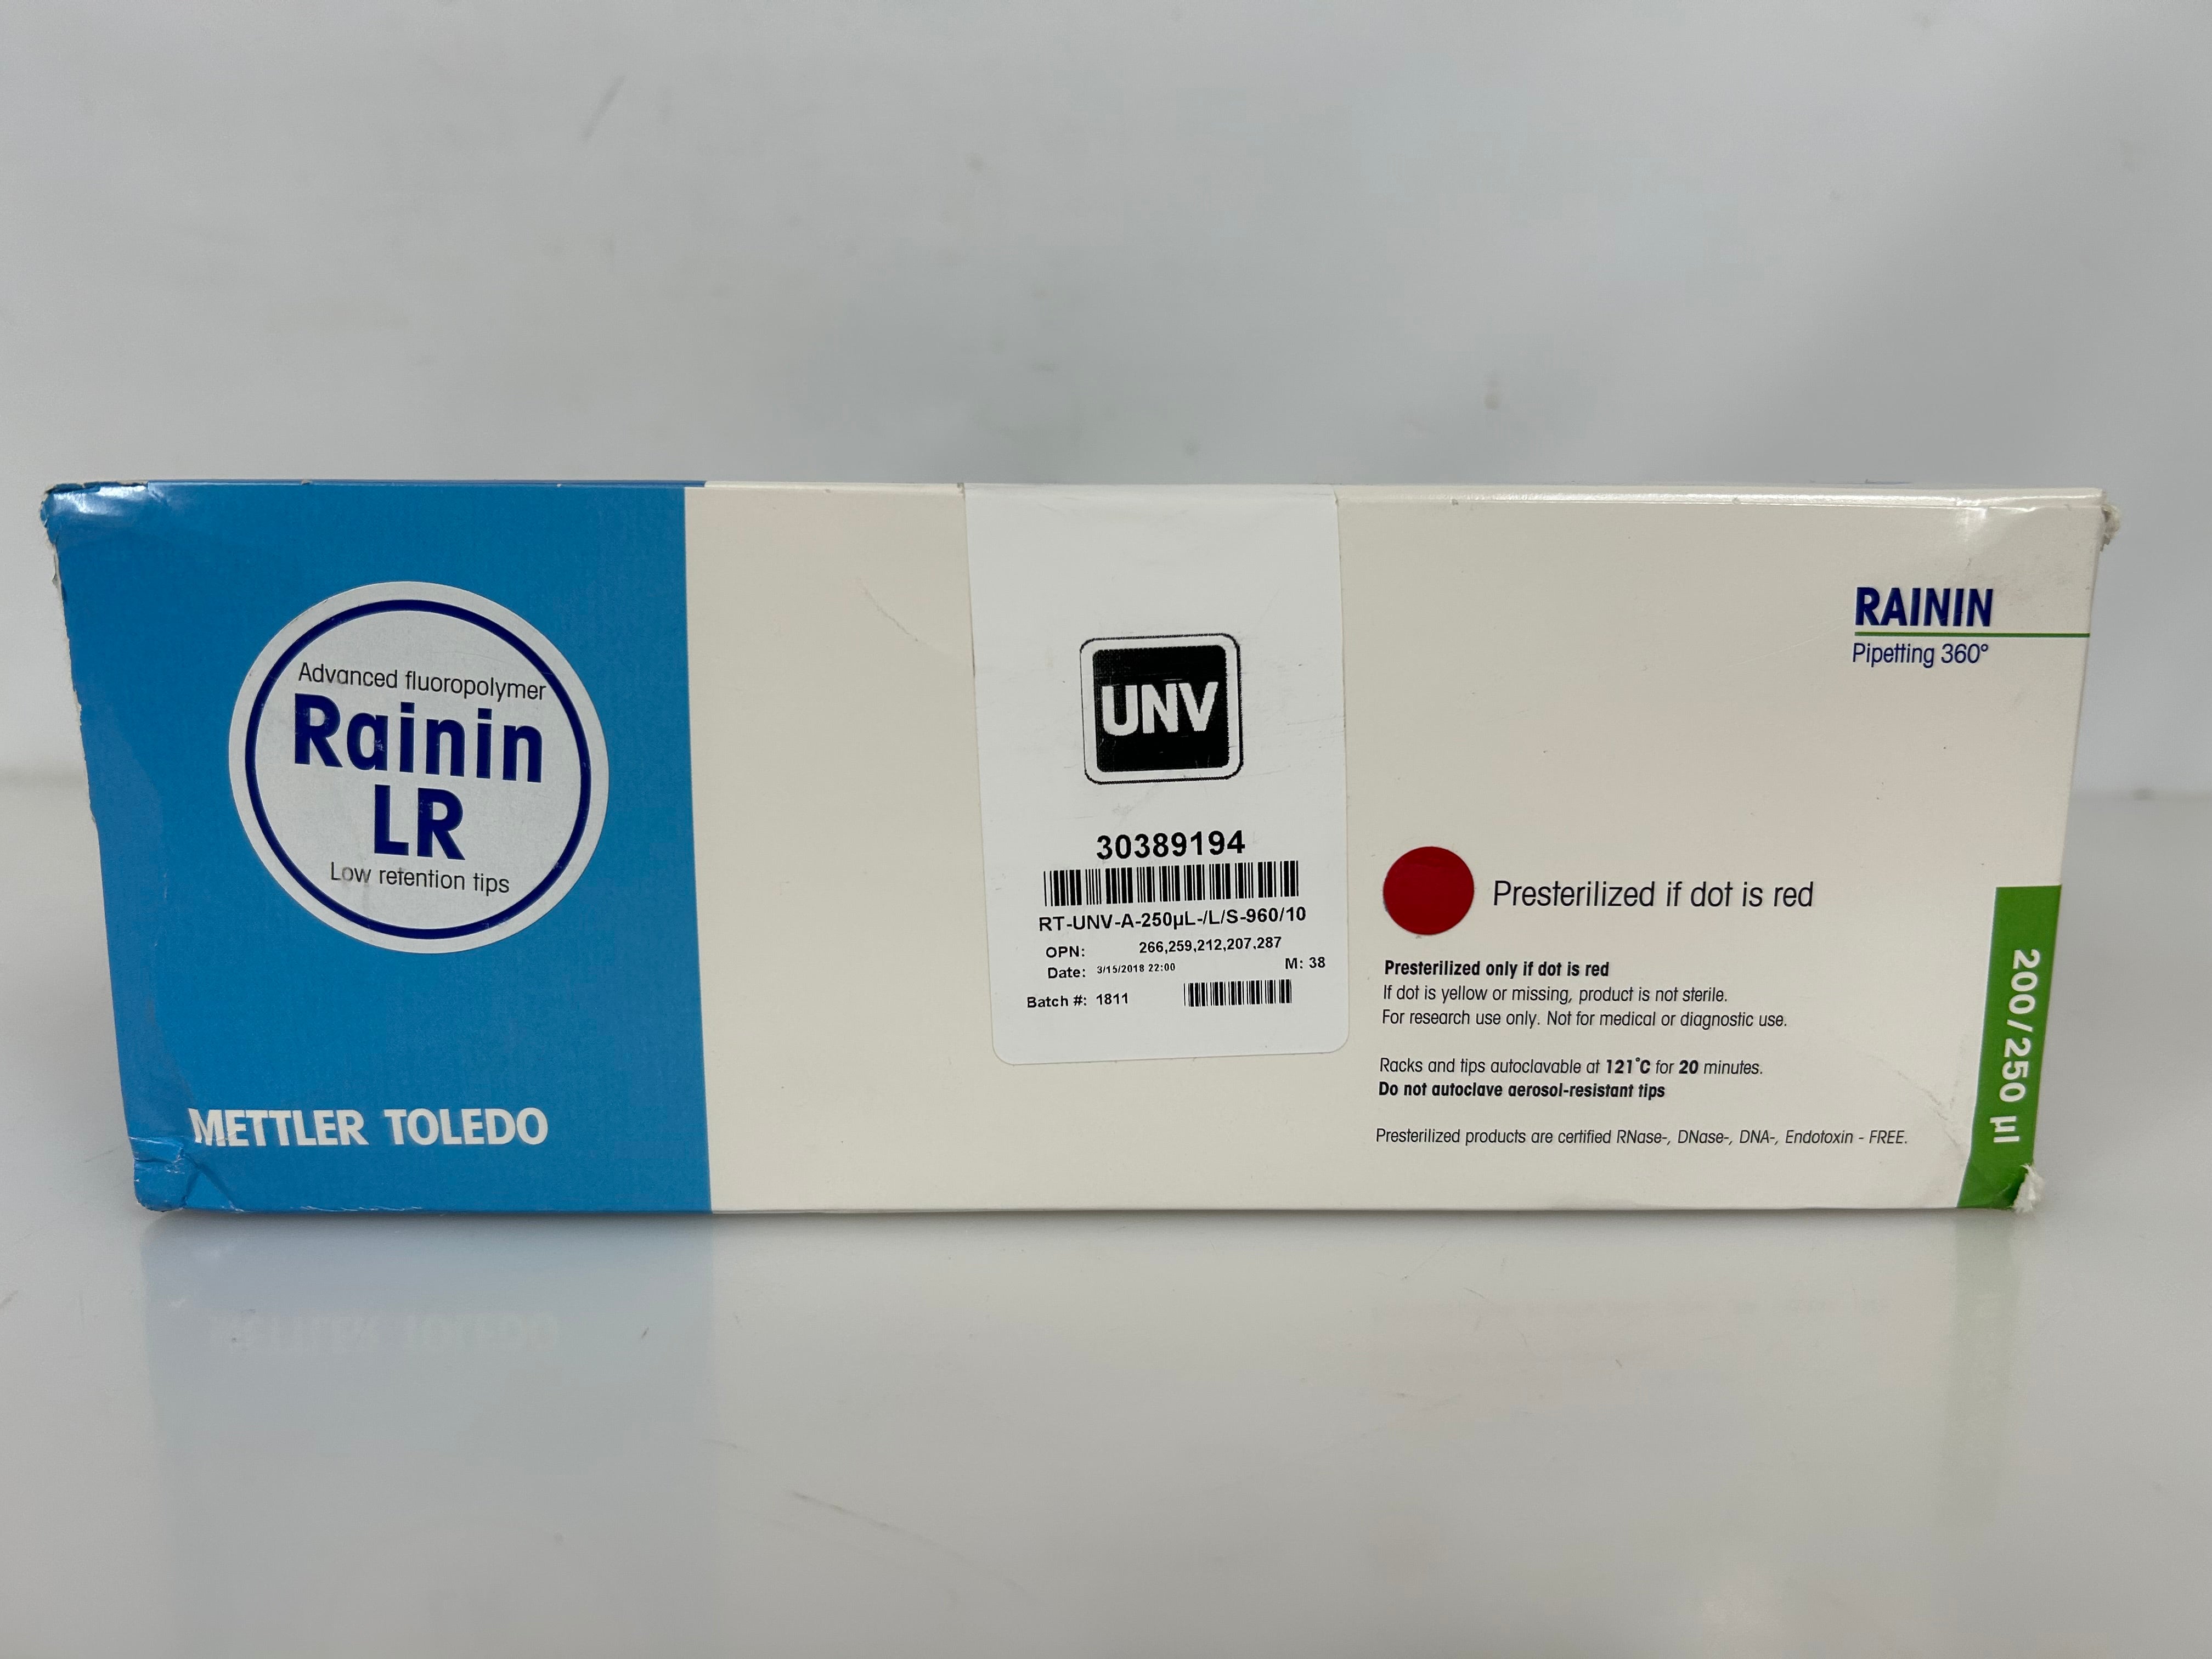 Advanced fluoropolymer
Rainin
LR
Low retention tips
METTLER TOLEDO
UNV
30389194
RT-UNV-A-250µL-/L/S-960/10
OPN: 266,259,212,207,287
Date: 3/15/2018 22:00 M: 38
Batch #: 1811
RAININ
Pipetting 360°
Presterilized if dot is red
Presterilized only if dot is red
If dot is yellow or missing, product is not sterile.
For research use only. Not for medical or diagnostic use.
Racks and tips autoclavable at 121°C for 20 minutes.
Do not autoclave aerosol-resistant tips
Presterilized products are certified RNase-, DNase-, DNA-, Endotoxin - FREE.
200/250 µl